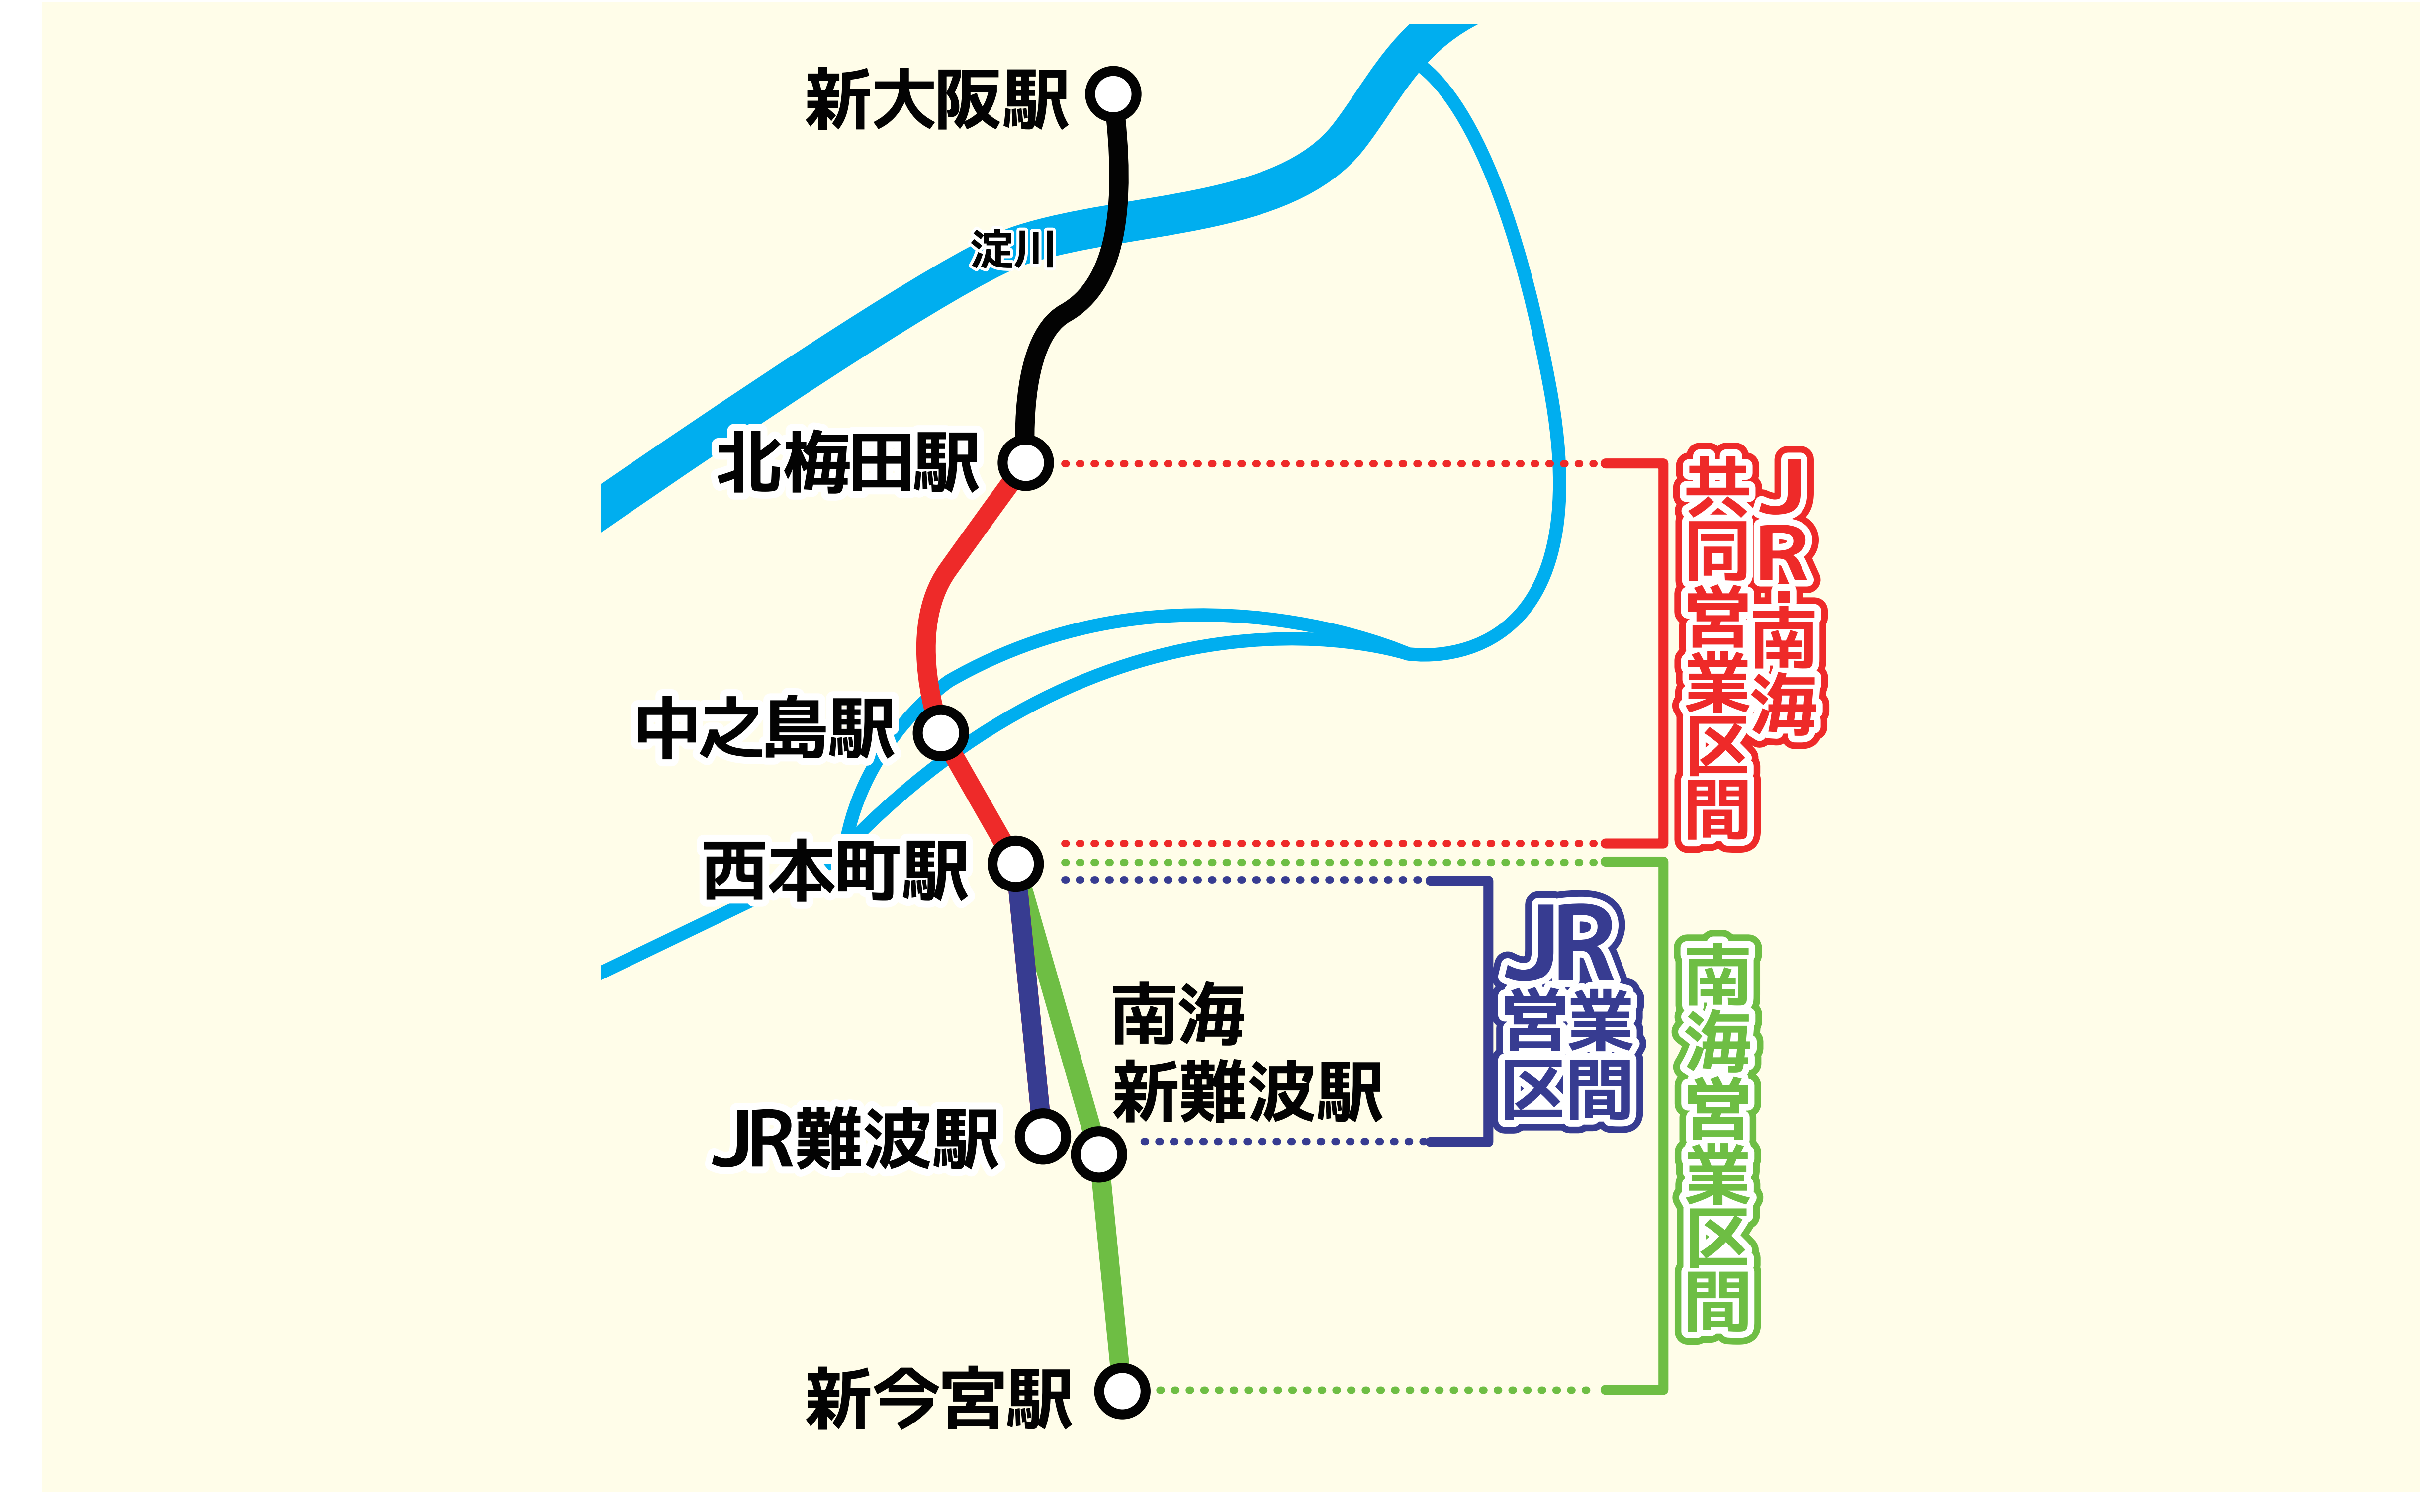 新大阪駅
淀川
北梅田駅
中之島駅
西本町駅
南海
新難波駅
JR難波駅
新今宮駅
JR・南海
共同営業区間
JR
営業
区間
南海営業区間